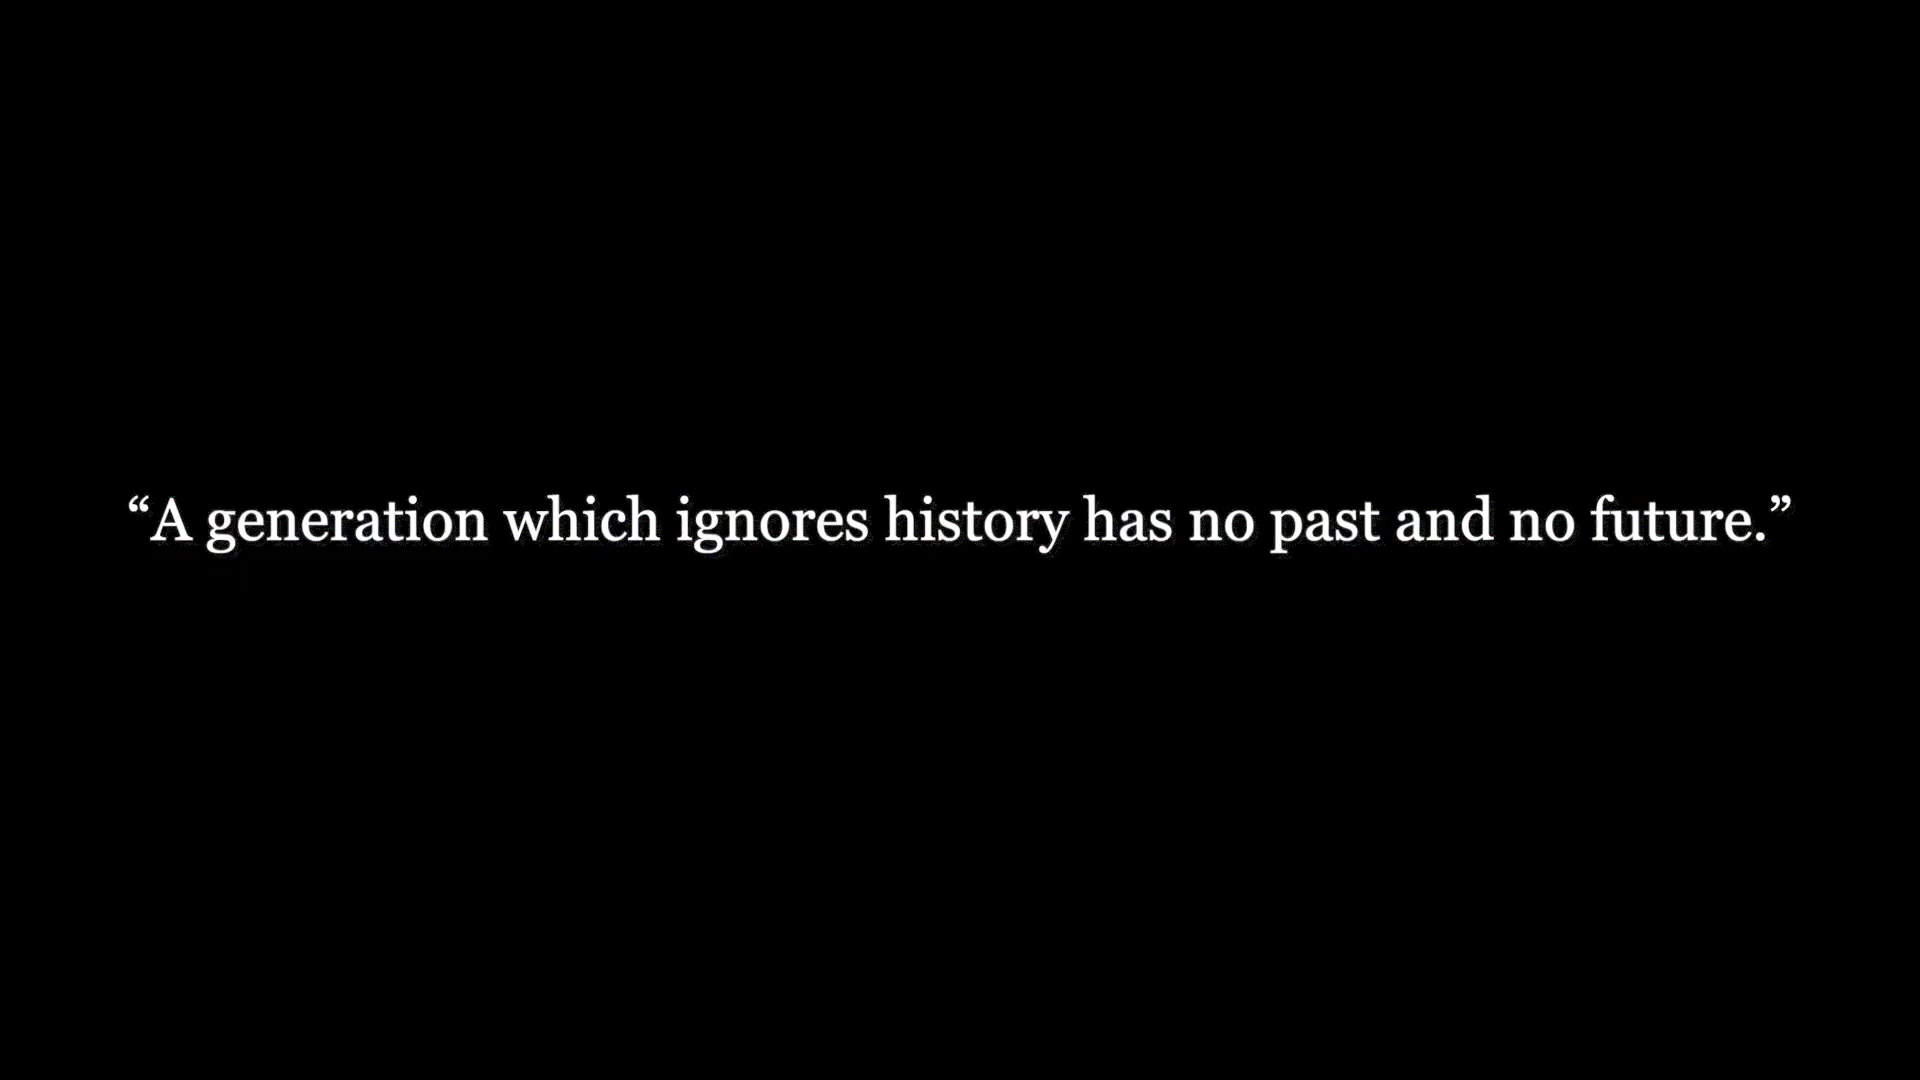 “A generation which ignores history has no past and no future.”